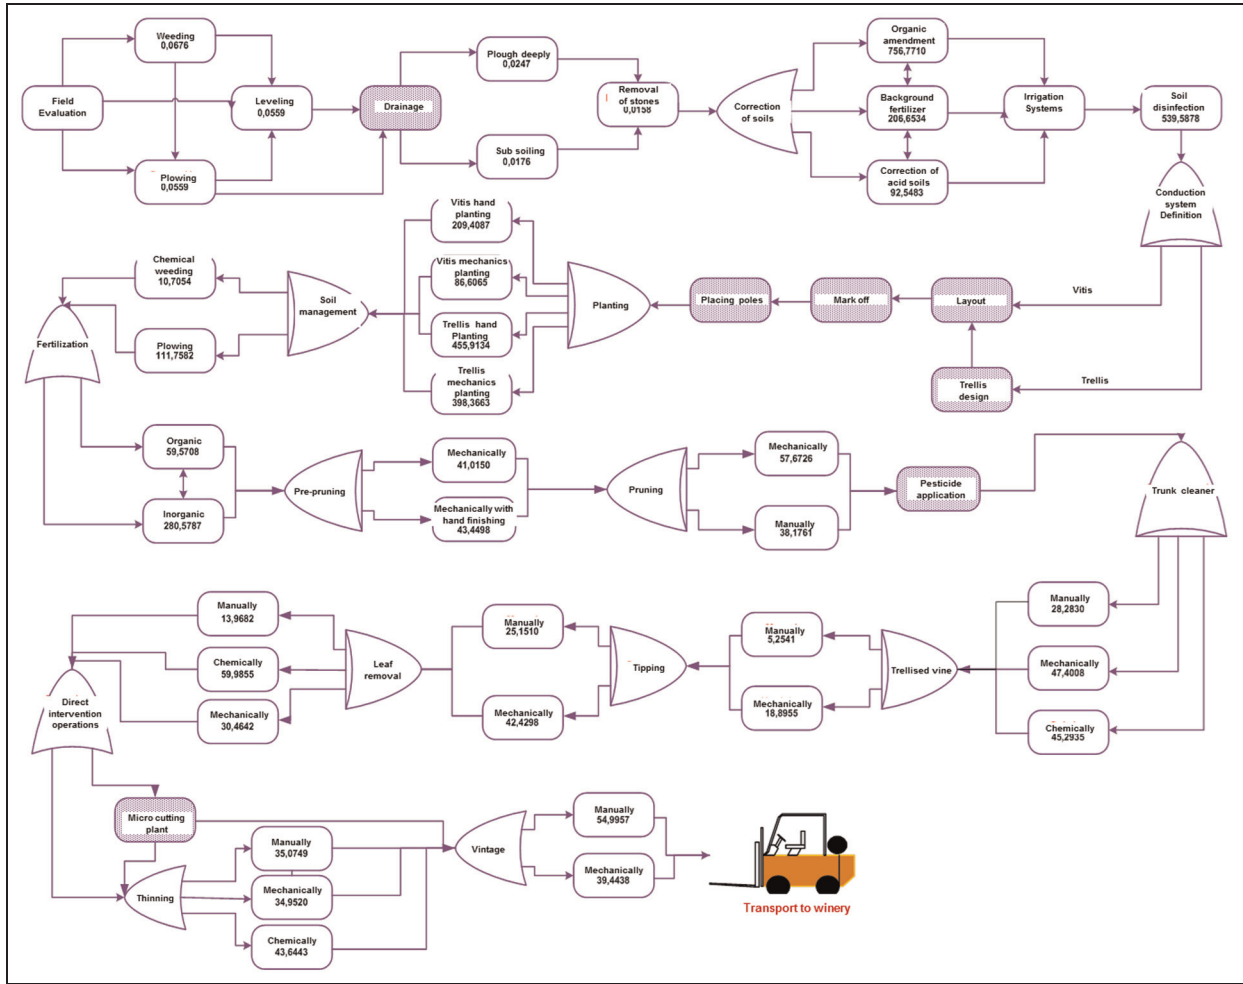 Weeding
0,0676
Field
Evaluation
Leveling
0,0559
Plowing
0,0559
Drainage
Plough deeply
0,0247
Sub soiling
0,0176
Removal
of stones
0,0158
Correction
of soils
Organic
amendment
756,7710
Background
fertilizer
206,6534
Correction of
acid soils
92,5483
Irrigation
Systems
Soil
disinfection
539,5878
Conduction
system
Definition
Vitis
Trellis
Trellis
design
Layout
Mark off
Placing poles
Planting
Vitis hand
planting
209,4087
Vitis mechanics
planting
86,6065
Trellis hand
Planting
455,9134
Trellis
mechanics
planting
398,3663
Soil
management
Chemical
weeding
10,7054
Plowing
111,7582
Fertilization
Organic
59,5708
Inorganic
280,5787
Pre-pruning
Mechanically
41,0150
Mechanically with
hand finishing
43,4498
Pruning
Mechanically
57,6726
Manually
38,1761
Pesticide
application
Trunk cleaner
Manually
28,2830
Mechanically
47,4008
Chemically
45,2935
Trellised vine
Manually
5,2541
Mechanically
18,8955
Tipping
Manually
25,1510
Mechanically
42,4298
Leaf
removal
Manually
13,9682
Chemically
59,9855
Mechanically
30,4642
Direct
intervention
operations
Micro cutting
plant
Thinning
Manually
35,0749
Mechanically
34,9520
Chemically
43,6443
Vintage
Manually
54,9957
Mechanically
39,4438
Transport to winery